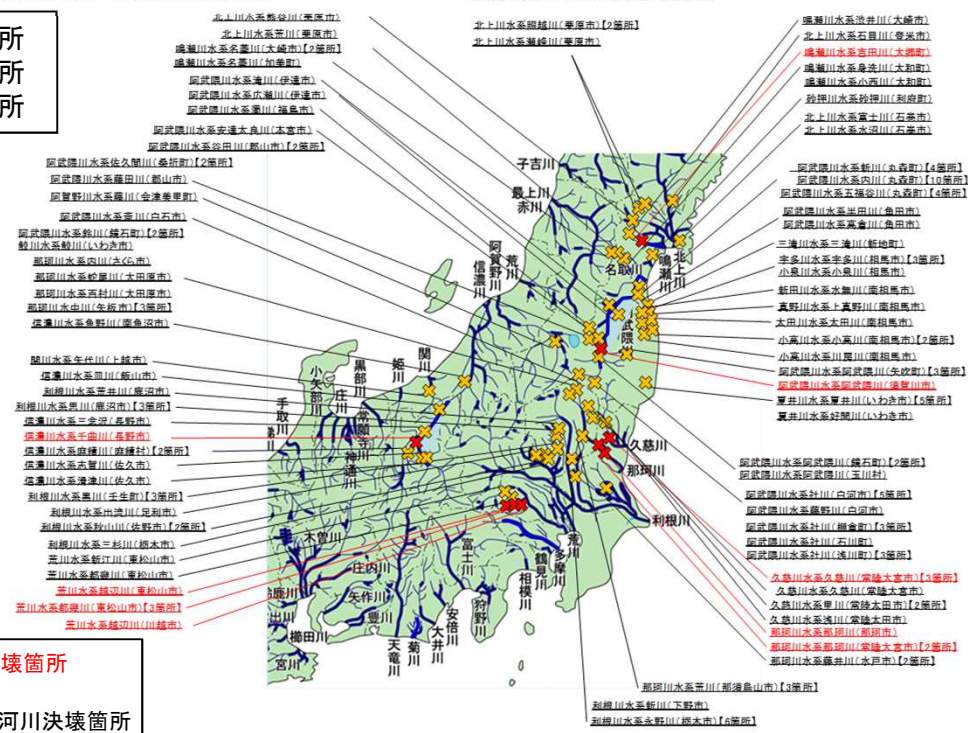 所
所
所
北上川水系熊谷川(栗原市)
北上川水系荒川(栗原市)
鳴瀬川水系名蓋川(大崎市)【2箇所】
鳴瀬川水系名蓋川(加美町)
阿武隈川水系滝川(伊達市)
阿武隈川水系広瀬川(伊達市)
阿武隈川水系濁川(福島市)
阿武隈川水系安達太良川(本宮市)
阿武隈川水系谷田川(郡山市)【2箇所】
阿武隈川水系佐久間川(桑折町)【2箇所】
阿武隈川水系藤田川(郡山市)
阿賀野川水系藤川(会津美里町)
阿武隈川水系斎川(白石市)
阿武隈川水系鈴川(鏡石町)【2箇所】
鮫川水系鮫川(いわき市)
那珂川水系内川(さくら市)
那珂川水系蛇尾川(大田原市)
那珂川水系百村川(大田原市)
那珂川水系中川(矢板市)【3箇所】
信濃川水系魚野川(南魚沼市)
関川水系矢代川(上越市)
信濃川水系皿川(飯山市)
利根川水系荒井川(鹿沼市)
利根川水系黒川(鹿沼市)【3箇所】
信濃川水系三念沢(長野市)
信濃川水系千曲川(長野市)
信濃川水系麻績川(麻績村)【2箇所】
信濃川水系志賀川(佐久市)
信濃川水系滑津川(佐久市)
利根川水系黒川(壬生町)【3箇所】
利根川水系出流川(足利市)
利根川水系秋山川(佐野市)【2箇所】
利根川水系三杉川(栃木市)
荒川水系新江川(東松山市)
荒川水系都幾川(東松山市)
荒川水系越辺川(東松山市)
荒川水系都幾川(東松山市)【3箇所】
荒川水系越辺川(川越市)
北上川水系照越川(栗原市)【2箇所】
北上川水系瀬峰川(栗原市)
鳴瀬川水系渋井川(大崎市)
北上川水系石貝川(登米市)
鳴瀬川水系吉田川(大郷町)
鳴瀬川水系身洗川(大和町)
鳴瀬川水系小西川(大和町)
砂押川水系砂押川(利府町)
北上川水系富士川(石巻市)
北上川水系水沼川(石巻市)
阿武隈川水系新川(丸森町)【4箇所】
阿武隈川水系内川(丸森町)【10箇所】
阿武隈川水系五福谷川(丸森町)【4箇所】
阿武隈川水系半田川(角田市)
阿武隈川水系高倉川(角田市)
三滝川水系三滝川(新地町)
宇多川水系宇多川(相馬市)【3箇所】
小泉川水系小泉川(相馬市)
新田川水系水無川(南相馬市)
真野川水系上真野川(南相馬市)
太田川水系太田川(南相馬市)
小高川水系小高川(南相馬市)【2箇所】
小高川水系川房川(南相馬市)
阿武隈川水系阿武隈川(矢吹町)【3箇所】
阿武隈川水系阿武隈川(須賀川市)
夏井川水系夏井川(いわき市)【5箇所】
夏井川水系好間川(いわき市)
阿武隈川水系阿武隈川(鏡石町)【2箇所】
阿武隈川水系阿武隈川(玉川村)
阿武隈川水系社川(白河市)【5箇所】
阿武隈川水系藤野川(白河市)
阿武隈川水系社川(棚倉町)【3箇所】
阿武隈川水系社川(石川町)
阿武隈川水系社川(浅川町)【3箇所】
久慈川水系久慈川(常陸大宮市)【3箇所】
久慈川水系久慈川(常陸大宮市)
久慈川水系里川(常陸太田市)【2箇所】
久慈川水系浅川(常陸太田市)
那珂川水系那珂川(那珂市)
那珂川水系那珂川(常陸大宮市)【2箇所】
那珂川水系藤井川(水戸市)【2箇所】
那珂川水系荒川(那須烏山市)【3箇所】
利根川水系新川(下野市)
利根川水系永野川(栃木市)【6箇所】
子吉川
最上川
赤川
荒川
阿賀野川
信濃川
関川
姫川
黒部川
常願寺川
神通川
庄川
小矢部川
手取川
名取川
鳴瀬川
北上川
武隈
久慈川
那珂川
利根川
荒川
多摩川
鶴見川
相模川
富士川
狩野川
安倍川
大井川
菊川
天竜川
豊川
矢作川
庄内川
木曽川
鈴鹿川
出川
櫛田川
宮川
壊箇所
河川決壊箇所